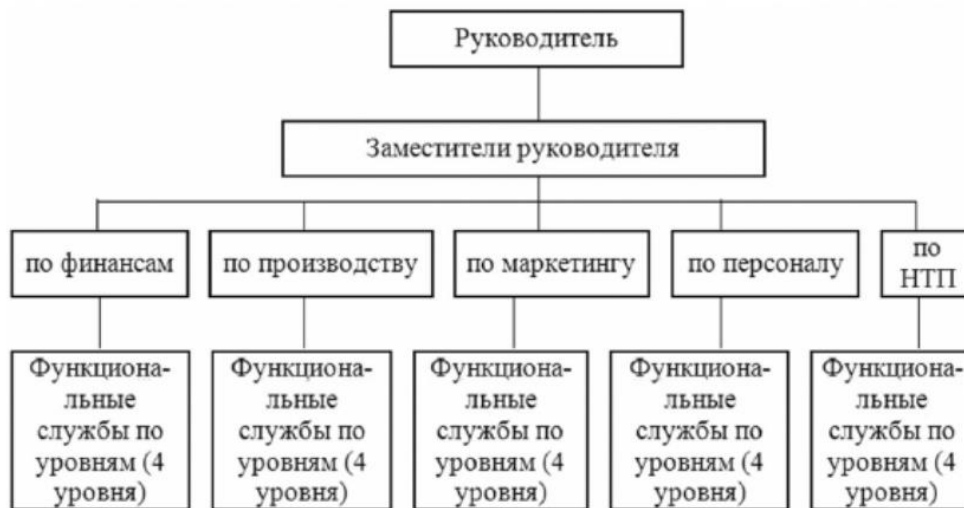 Руководитель
Заместители руководителя
по финансам
по производству
по маркетингу
по персоналу
по
НТП
Функциона-
льные
службы по
уровням (4
уровня)
Функциона-
льные
службы по
уровням (4
уровня)
Функциона-
льные
службы по
уровням (4
уровня)
Функциона-
льные
службы по
уровням (4
уровня)
Функциона-
льные
службы по
уровням (4
уровня)